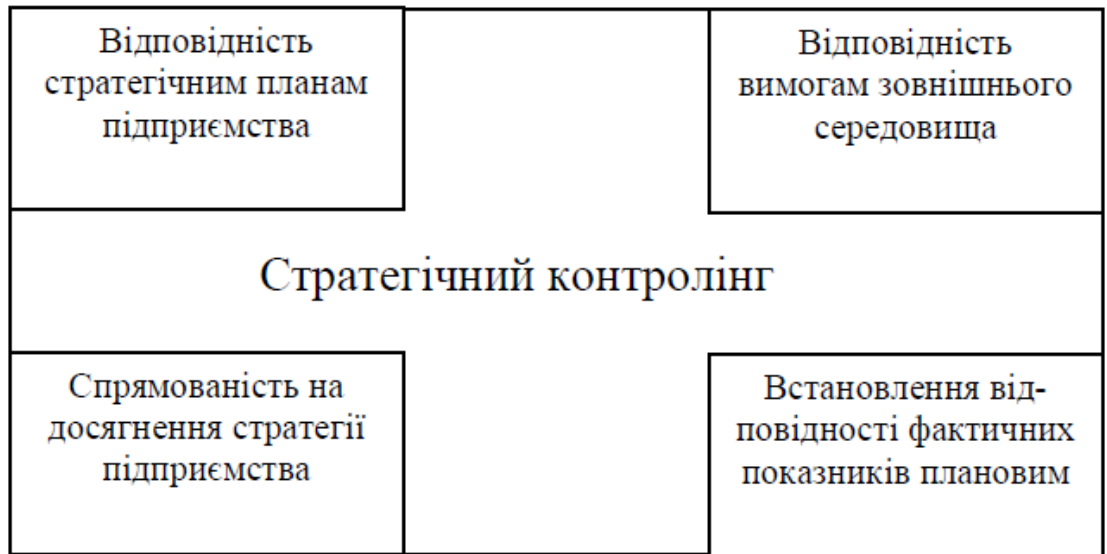 Відповідність
стратегічним планам
підприємства
Відповідність
вимогам зовнішнього
середовища
Стратегічний контролінг
Спрямованість на
досягнення стратегії
підприємства
Встановлення від-
повідності фактичних
показників плановим